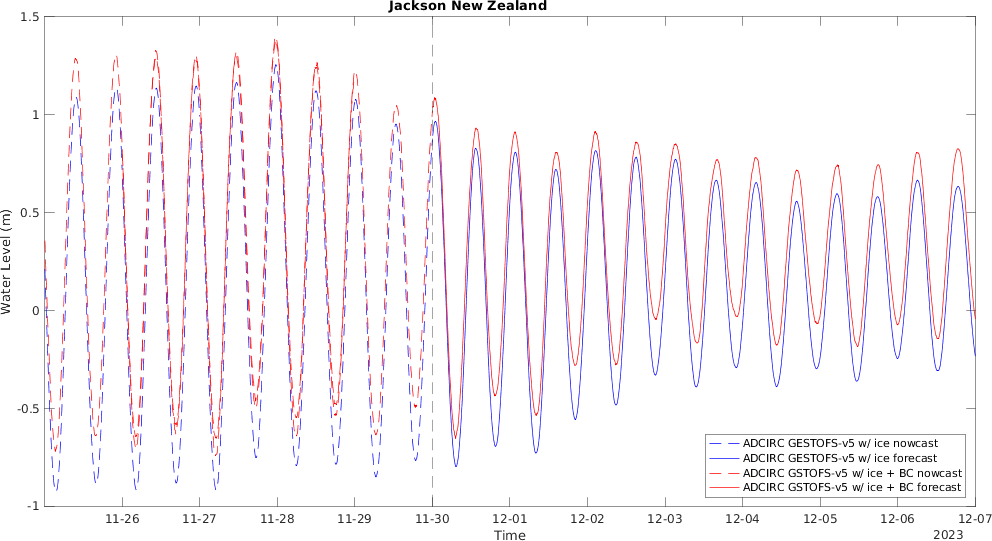 Jackson New Zealand
1.5
1
0.5
0
-0.5
-1
Water Level (m)
11-26
11-27
11-28
11-29
11-30
12-01
12-02
12-03
12-04
12-05
12-06
12-07
Time
2023
ADCIRC GESTOFS-v5 w/ ice nowcast
ADCIRC GESTOFS-v5 w/ ice forecast
ADCIRC GSTOFS-v5 w/ ice + BC nowcast
ADCIRC GSTOFS-v5 w/ ice + BC forecast